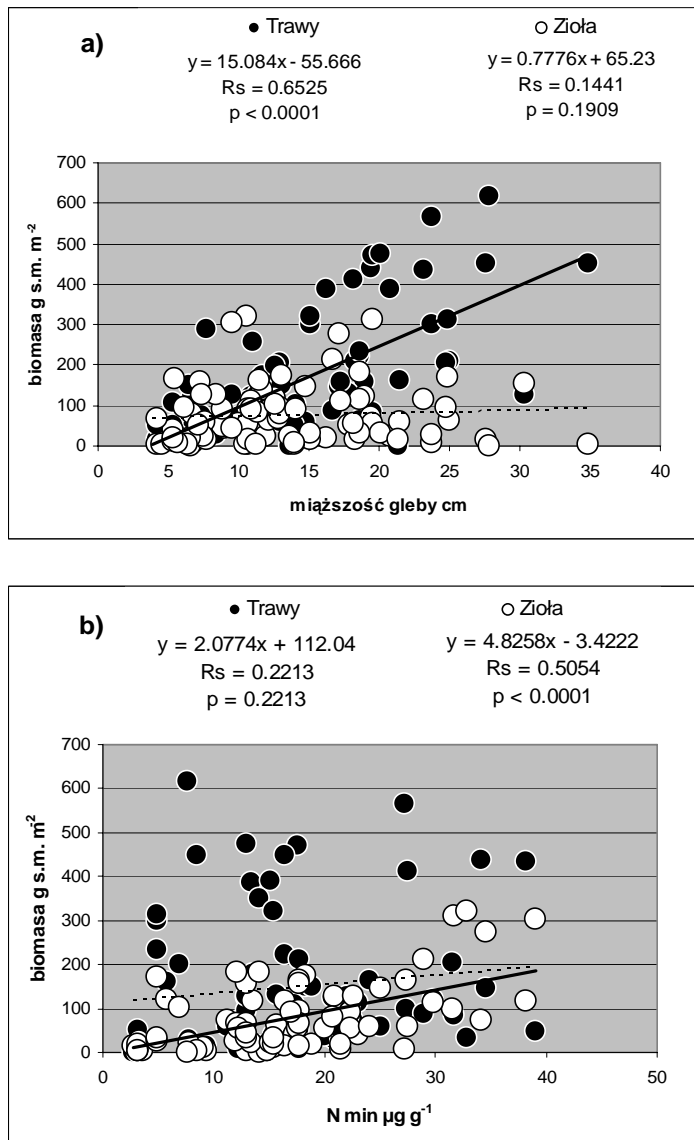 a)
● Trawy ○ Zioła
y = 15.084x - 55.666 y = 0.7776x + 65.23
Rs = 0.6525 Rs = 0.1441
p < 0.0001 p = 0.1909
700
600
500
400
300
200
100
0
biomasa g s.m. m⁻²
0 5 10 15 20 25 30 35 40
miąższość gleby cm
b)
● Trawy ○ Zioła
y = 2.0774x + 112.04 y = 4.8258x - 3.4222
Rs = 0.2213 Rs = 0.5054
p = 0.2213 p < 0.0001
700
600
500
400
300
200
100
0
biomasa g s.m. m⁻²
0 10 20 30 40 50
N min µg g⁻¹